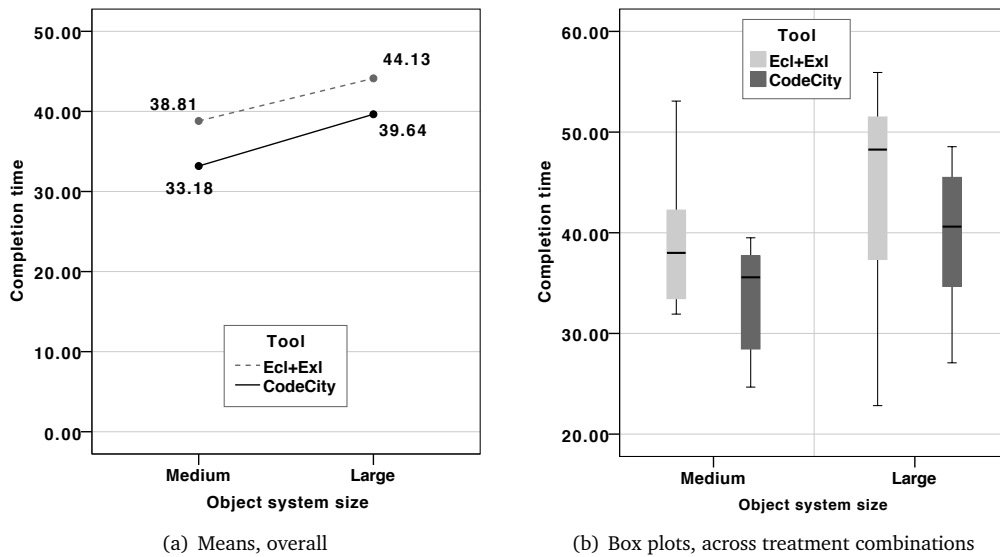 50.00
40.00
30.00
20.00
10.00
0.00
Completion time
38.81
44.13
33.18
39.64
Tool
Ecl+Exl
CodeCity
Medium
Large
Object system size
(a) Means, overall
60.00
50.00
40.00
30.00
20.00
Completion time
Tool
Ecl+Exl
CodeCity
Medium
Large
Object system size
(b) Box plots, across treatment combinations